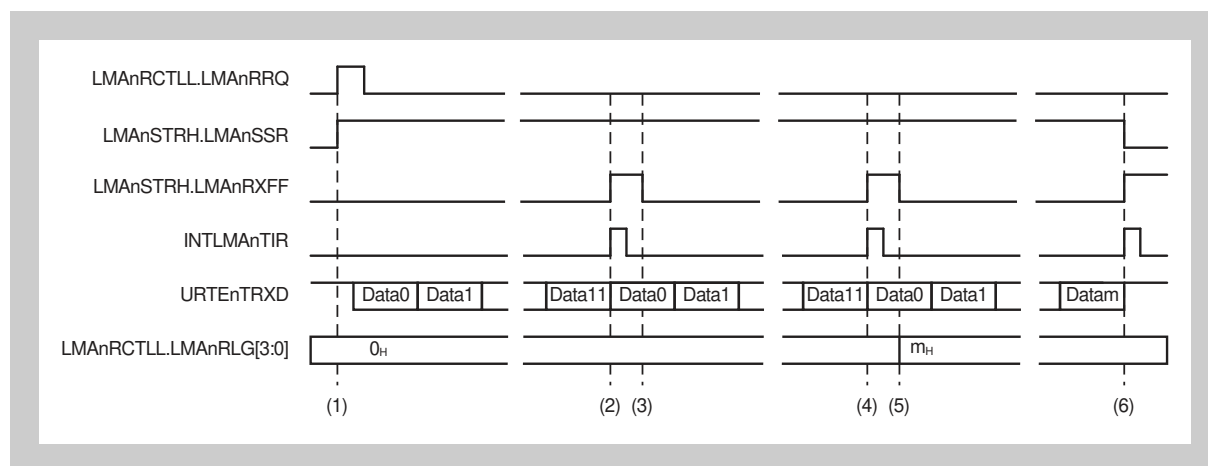 LMAnRCTLL.LMAnRRQ
LMAnSTRH.LMAnSSR
LMAnSTRH.LMAnRXFF
INTLMAnTIR
URTEnTRXD Data0 Data1 Data11 Data0 Data1 Data11 Data0 Data1 Datam
LMAnRCTLL.LMAnRLG[3:0] 0H mH
(1) (2) (3) (4) (5) (6)